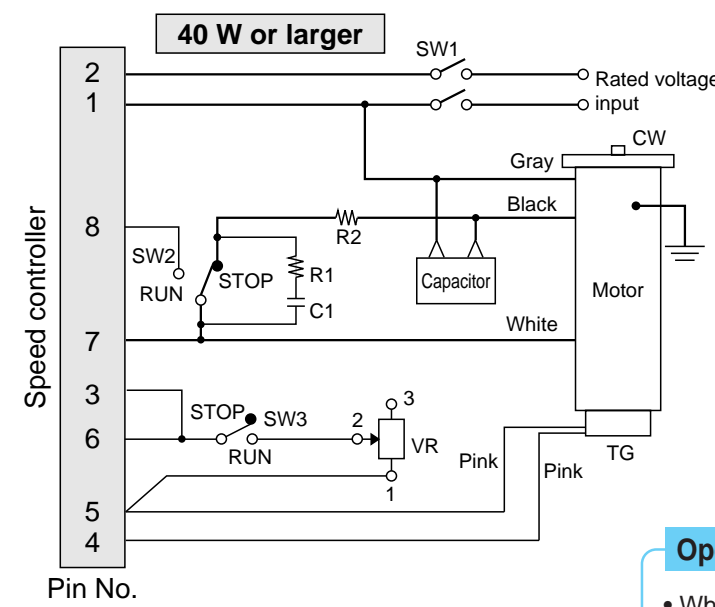 40 W or larger
SW1
2
Rated voltage
1
input
CW
Gray
Black
8
R2
SW2
STOP
R1
Capacitor
Motor
RUN
C1
White
7
Speed controller
3
3
STOP
SW3
2
6
RUN
VR
Pink
Pink
TG
1
5
4
Pin No.
Op
• Wh